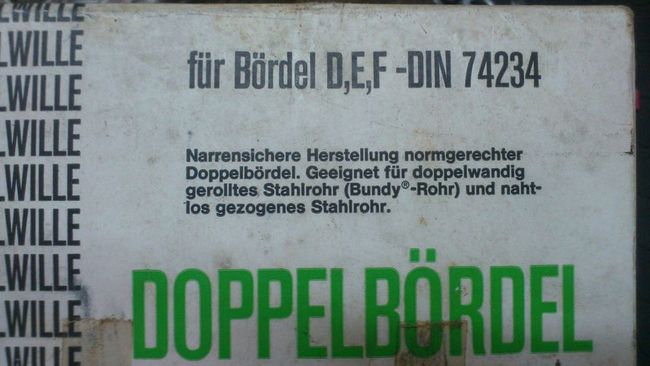 für Bördel D,E,F -DIN 74234
Narrensichere Herstellung normgerechter
Doppelbördel. Geeignet für doppelwandig
gerolltes Stahlrohr (Bundy®-Rohr) und naht-
los gezogenes Stahlrohr.
DOPPELBÖRDEL
LWILLE
LWILLE
LWILLE
LWILLE
LWILLE
LWILLE
LWILLE
LWILLE
WILLE